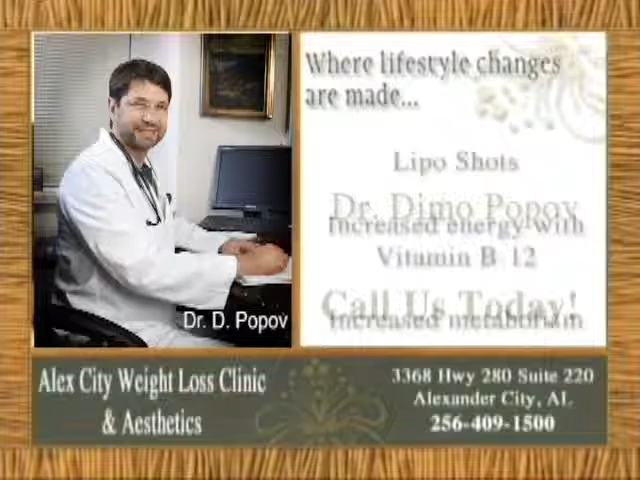 Where lifestyle changes
are made...
Lipo Shots
Dr. Dimo Popov
Increased energy with
Vitamin B 12
Call Us Today!
Increased metabolism
Dr. D. Popov
Alex City Weight Loss Clinic
& Aesthetics
3368 Hwy 280 Suite 220
Alexander City, AL
256-409-1500